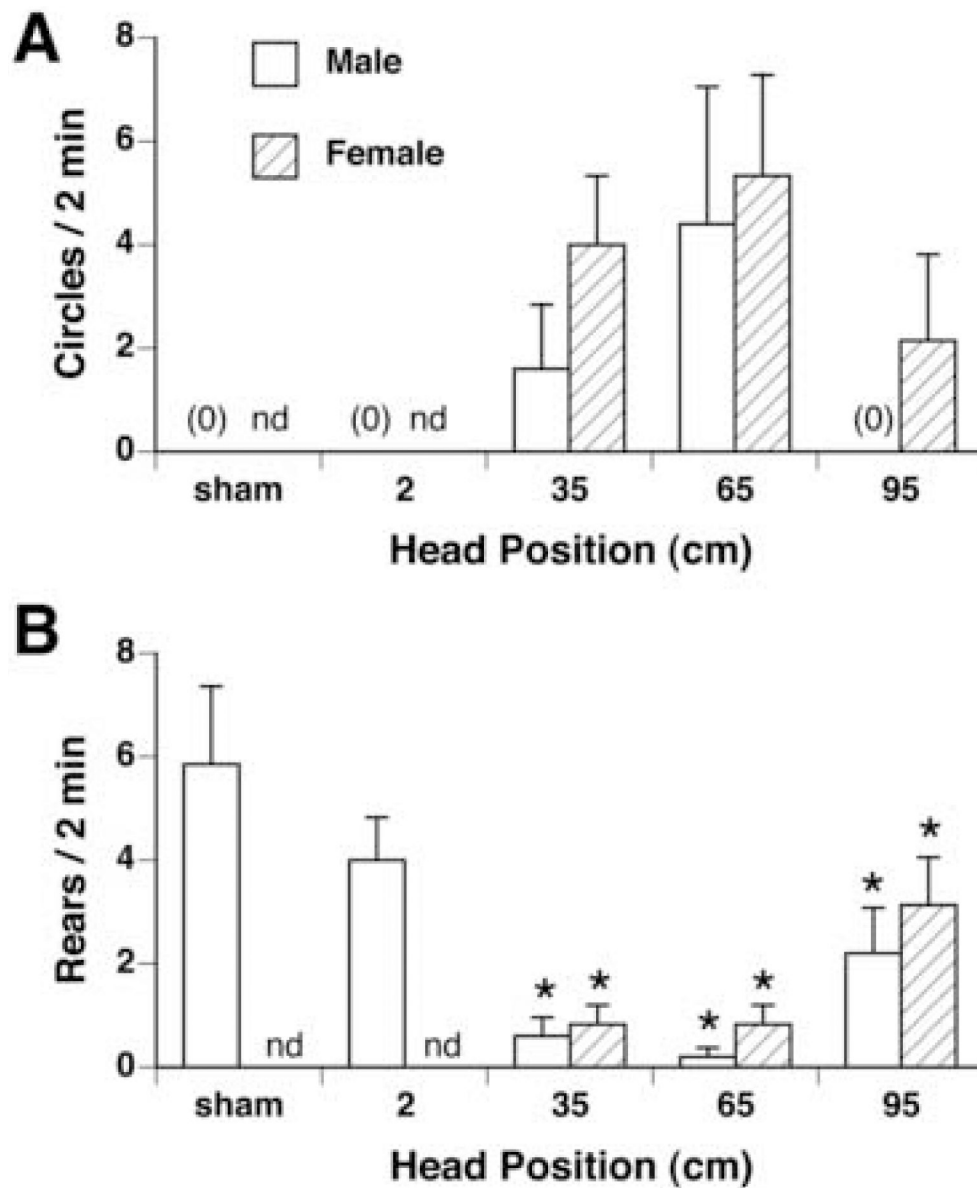 A
8
Male
Female
6
4
2
0
Circles / 2 min
(0) nd (0) nd (0)
sham 2 35 65 95
Head Position (cm)
B
8
6
4
2
0
Rears / 2 min
* * * * * *
nd nd
sham 2 35 65 95
Head Position (cm)